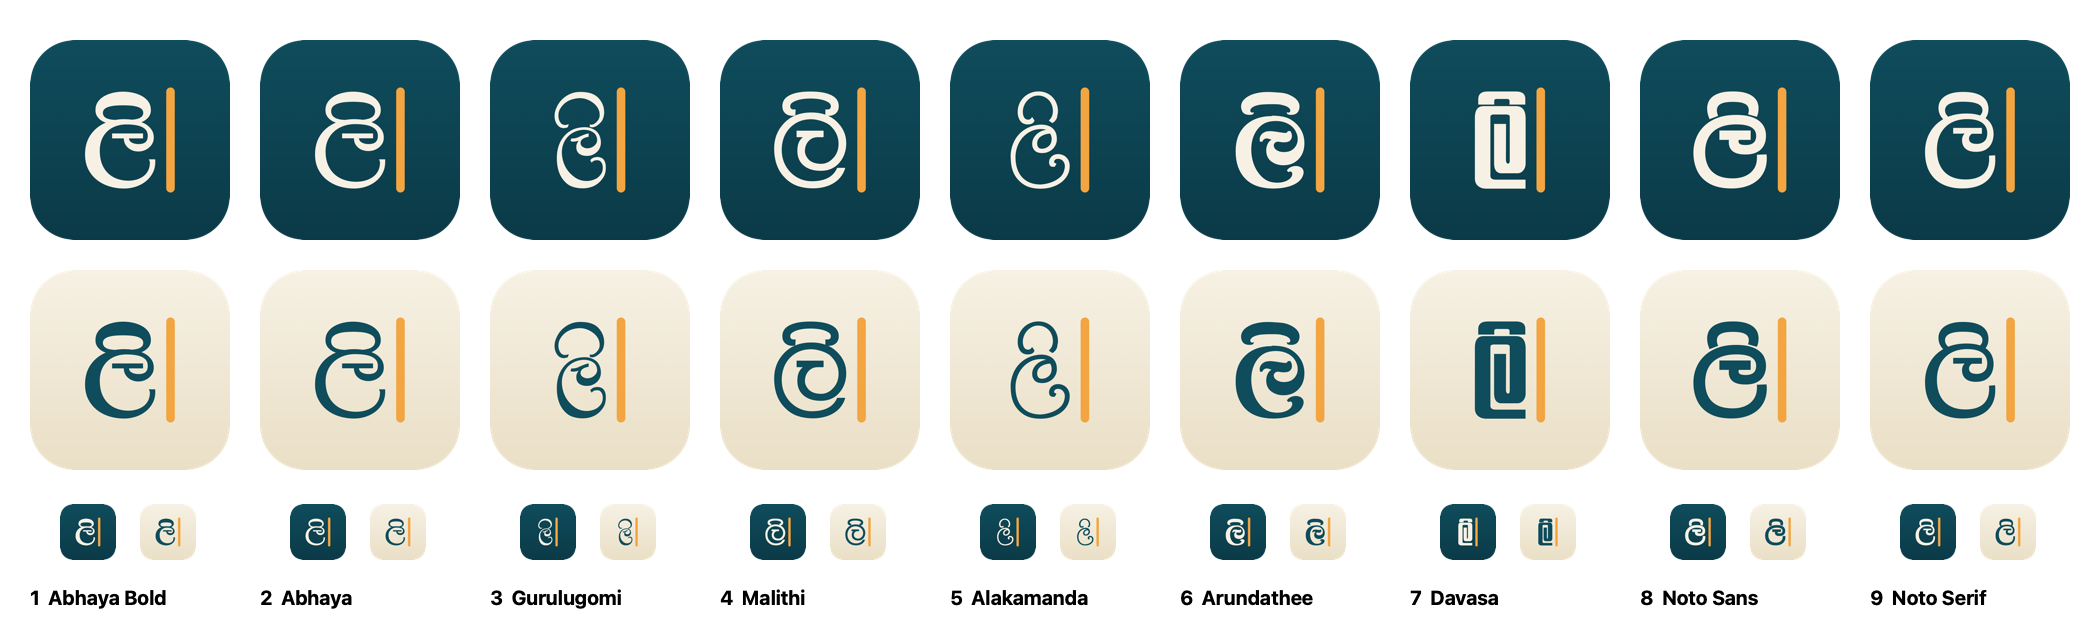 ලි ලි ලි ලි ලි ලි ලි ලි ලි
ලි ලි ලි ලි ලි ලි ලි ලි ලි
ලි ලි ලි ලි ලි ලි ලි ලි ලි ලි ලි ලි ලි ලි ලි ලි ලි ලි
1 Abhaya Bold 2 Abhaya 3 Gurulugomi 4 Malithi 5 Alakamanda 6 Arundathee 7 Davasa 8 Noto Sans 9 Noto Serif